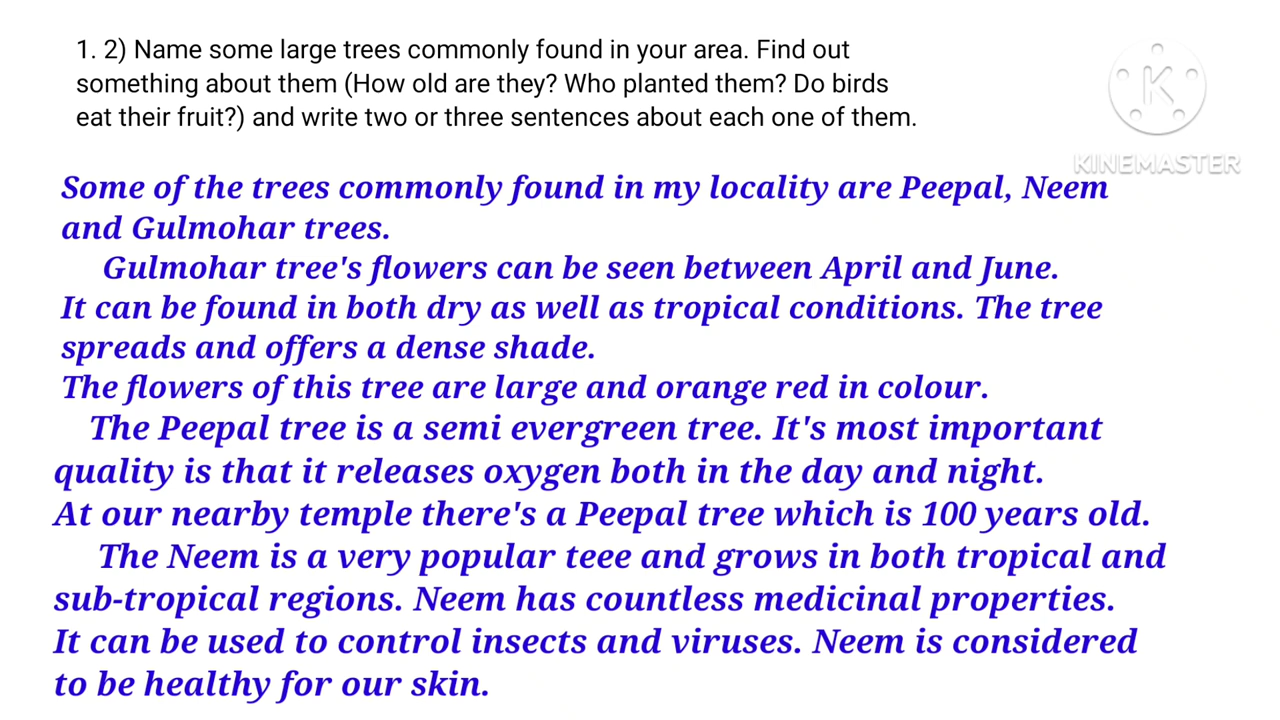 1. 2) Name some large trees commonly found in your area. Find out
something about them (How old are they? Who planted them? Do birds
eat their fruit?) and write two or three sentences about each one of them.
K
KINEMASTER
Some of the trees commonly found in my locality are Peepal, Neem
and Gulmohar trees.
Gulmohar tree's flowers can be seen between April and June.
It can be found in both dry as well as tropical conditions. The tree
spreads and offers a dense shade.
The flowers of this tree are large and orange red in colour.
The Peepal tree is a semi evergreen tree. It's most important
quality is that it releases oxygen both in the day and night.
At our nearby temple there's a Peepal tree which is 100 years old.
The Neem is a very popular teee and grows in both tropical and
sub-tropical regions. Neem has countless medicinal properties.
It can be used to control insects and viruses. Neem is considered
to be healthy for our skin.